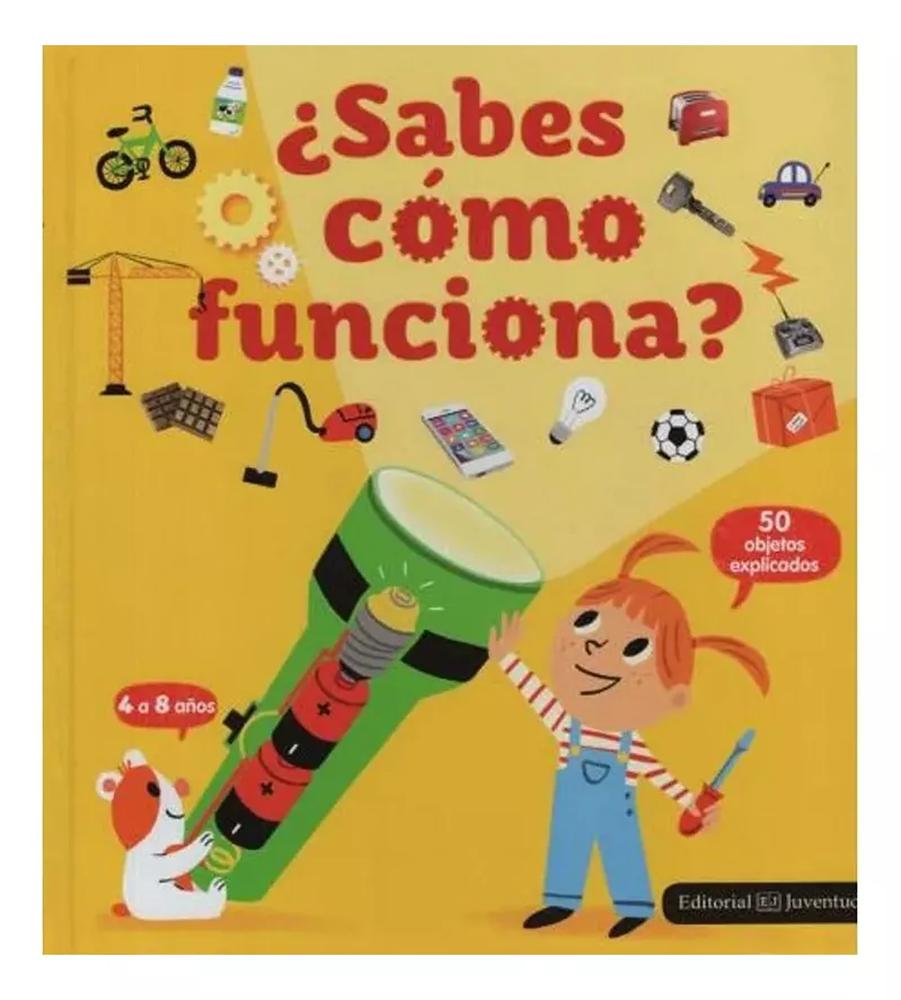 ¿Sabes
cómo
funciona?
50
objetos
explicados
4 a 8 años
+
–
+
–
Editorial EJ Juventud